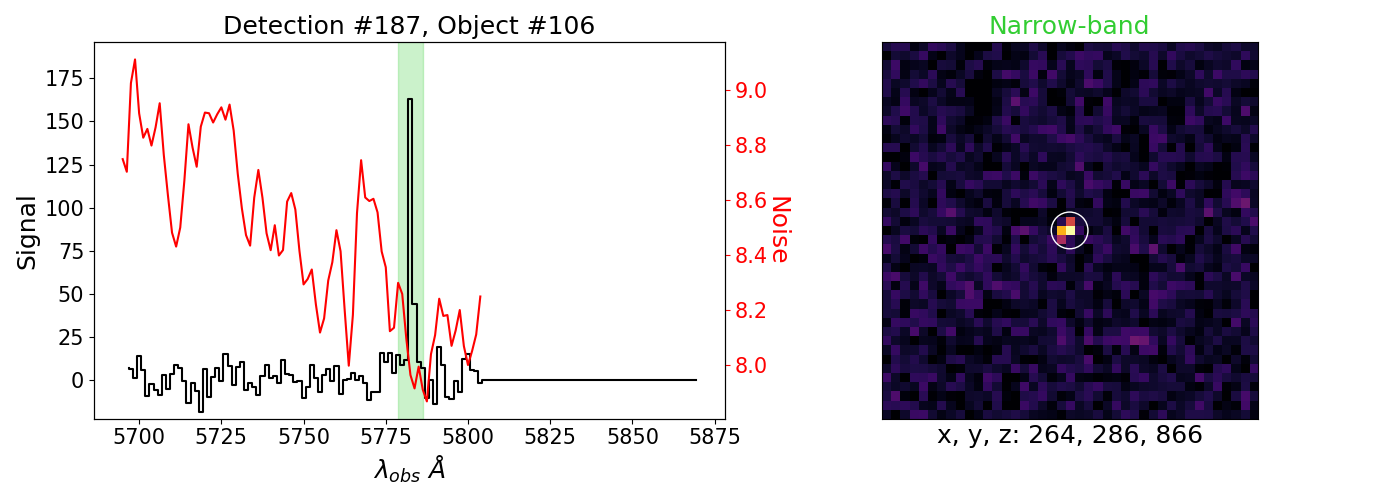 Detection #187, Object #106
Narrow-band
Signal
175
150
125
100
75
50
25
0
9.0
8.8
8.6
8.4
8.2
8.0
Noise
5700 5725 5750 5775 5800 5825 5850 5875
λobs Å
x, y, z: 264, 286, 866